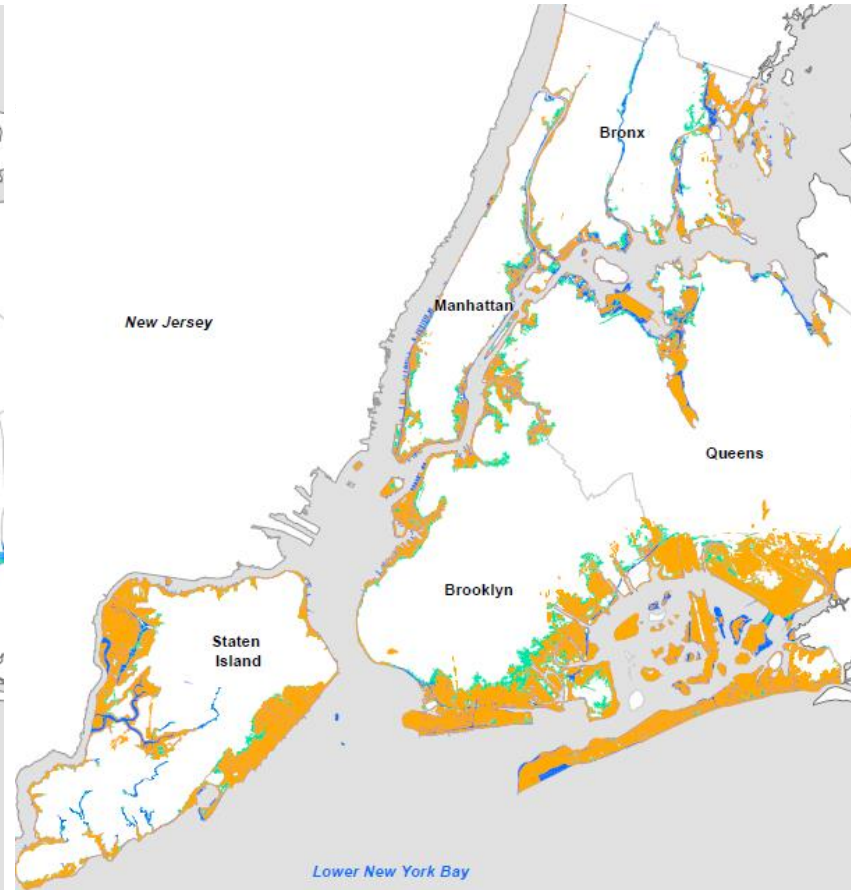 Bronx
Manhattan
New Jersey
Queens
Brooklyn
Staten
Island
Lower New York Bay